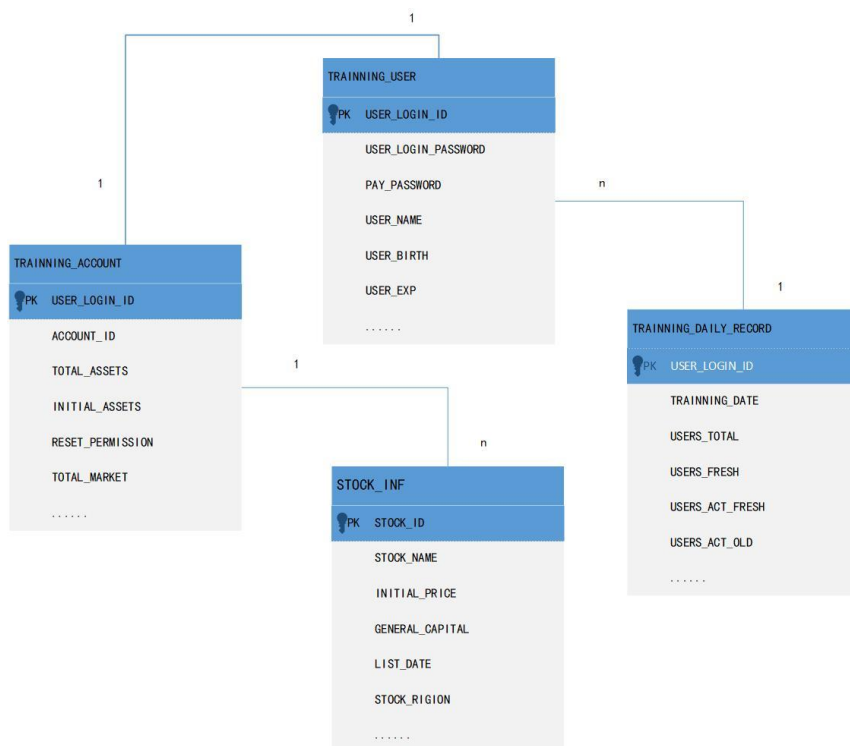 1
TRAINNING_USER
PK USER_LOGIN_ID
USER_LOGIN_PASSWORD
PAY_PASSWORD
USER_NAME
USER_BIRTH
USER_EXP
......
1
n
TRAINNING_ACCOUNT
PK USER_LOGIN_ID
ACCOUNT_ID
TOTAL_ASSETS
INITIAL_ASSETS
RESET_PERMISSION
TOTAL_MARKET
......
1
TRAINNING_DAILY_RECORD
PK USER_LOGIN_ID
TRAINNING_DATE
USERS_TOTAL
USERS_FRESH
USERS_ACT_FRESH
USERS_ACT_OLD
......
1
n
STOCK_INF
PK STOCK_ID
STOCK_NAME
INITIAL_PRICE
GENERAL_CAPITAL
LIST_DATE
STOCK_RIGION
......